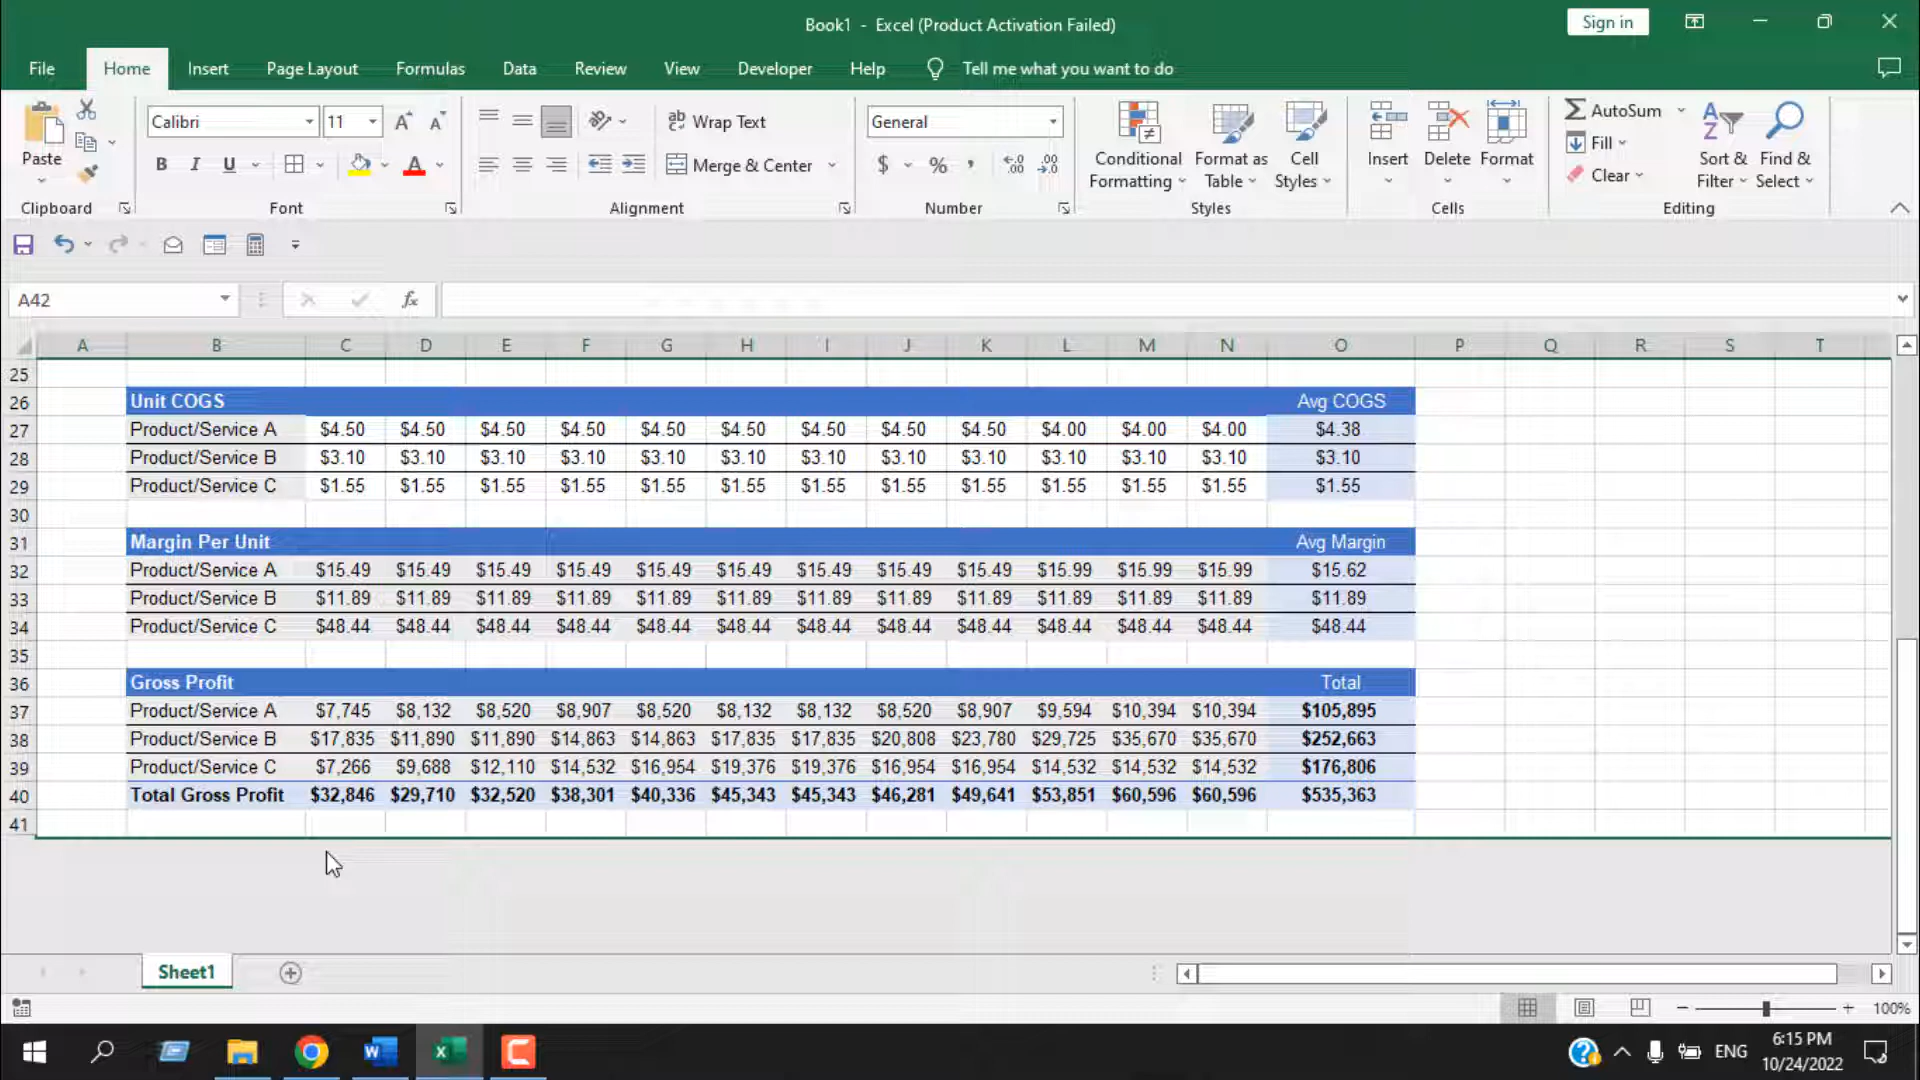 Book1 - Excel (Product Activation Failed)
Sign in
File Home Insert Page Layout Formulas Data Review View Developer Help Tell me what you want to do
Paste
Clipboard
Calibri 11
B I U
Font
Wrap Text
Merge & Center
Alignment
General
$ % ,
Number
Conditional Formatting
Format as Table
Cell Styles
Styles
Insert Delete Format
Cells
AutoSum
Fill
Clear
Sort & Filter
Find & Select
Editing
A42 fx
A B C D E F G H I J K L M N O P Q R S T
25
26 Unit COGS Avg COGS
27 Product/Service A $4.50 $4.50 $4.50 $4.50 $4.50 $4.50 $4.50 $4.50 $4.50 $4.00 $4.00 $4.00 $4.38
28 Product/Service B $3.10 $3.10 $3.10 $3.10 $3.10 $3.10 $3.10 $3.10 $3.10 $3.10 $3.10 $3.10 $3.10
29 Product/Service C $1.55 $1.55 $1.55 $1.55 $1.55 $1.55 $1.55 $1.55 $1.55 $1.55 $1.55 $1.55 $1.55
30
31 Margin Per Unit Avg Margin
32 Product/Service A $15.49 $15.49 $15.49 $15.49 $15.49 $15.49 $15.49 $15.49 $15.49 $15.99 $15.99 $15.99 $15.62
33 Product/Service B $11.89 $11.89 $11.89 $11.89 $11.89 $11.89 $11.89 $11.89 $11.89 $11.89 $11.89 $11.89 $11.89
34 Product/Service C $48.44 $48.44 $48.44 $48.44 $48.44 $48.44 $48.44 $48.44 $48.44 $48.44 $48.44 $48.44 $48.44
35
36 Gross Profit Total
37 Product/Service A $7,745 $8,132 $8,520 $8,907 $8,520 $8,132 $8,132 $8,520 $8,907 $9,594 $10,394 $10,394 $105,895
38 Product/Service B $17,835 $11,890 $11,890 $14,863 $14,863 $17,835 $17,835 $20,808 $23,780 $29,725 $35,670 $35,670 $252,663
39 Product/Service C $7,266 $9,688 $12,110 $14,532 $16,954 $19,376 $19,376 $16,954 $16,954 $14,532 $14,532 $14,532 $176,806
40 Total Gross Profit $32,846 $29,710 $32,520 $38,301 $40,336 $45,343 $45,343 $46,281 $49,641 $53,851 $60,596 $60,596 $535,363
41
Sheet1
100%
ENG
6:15 PM
10/24/2022